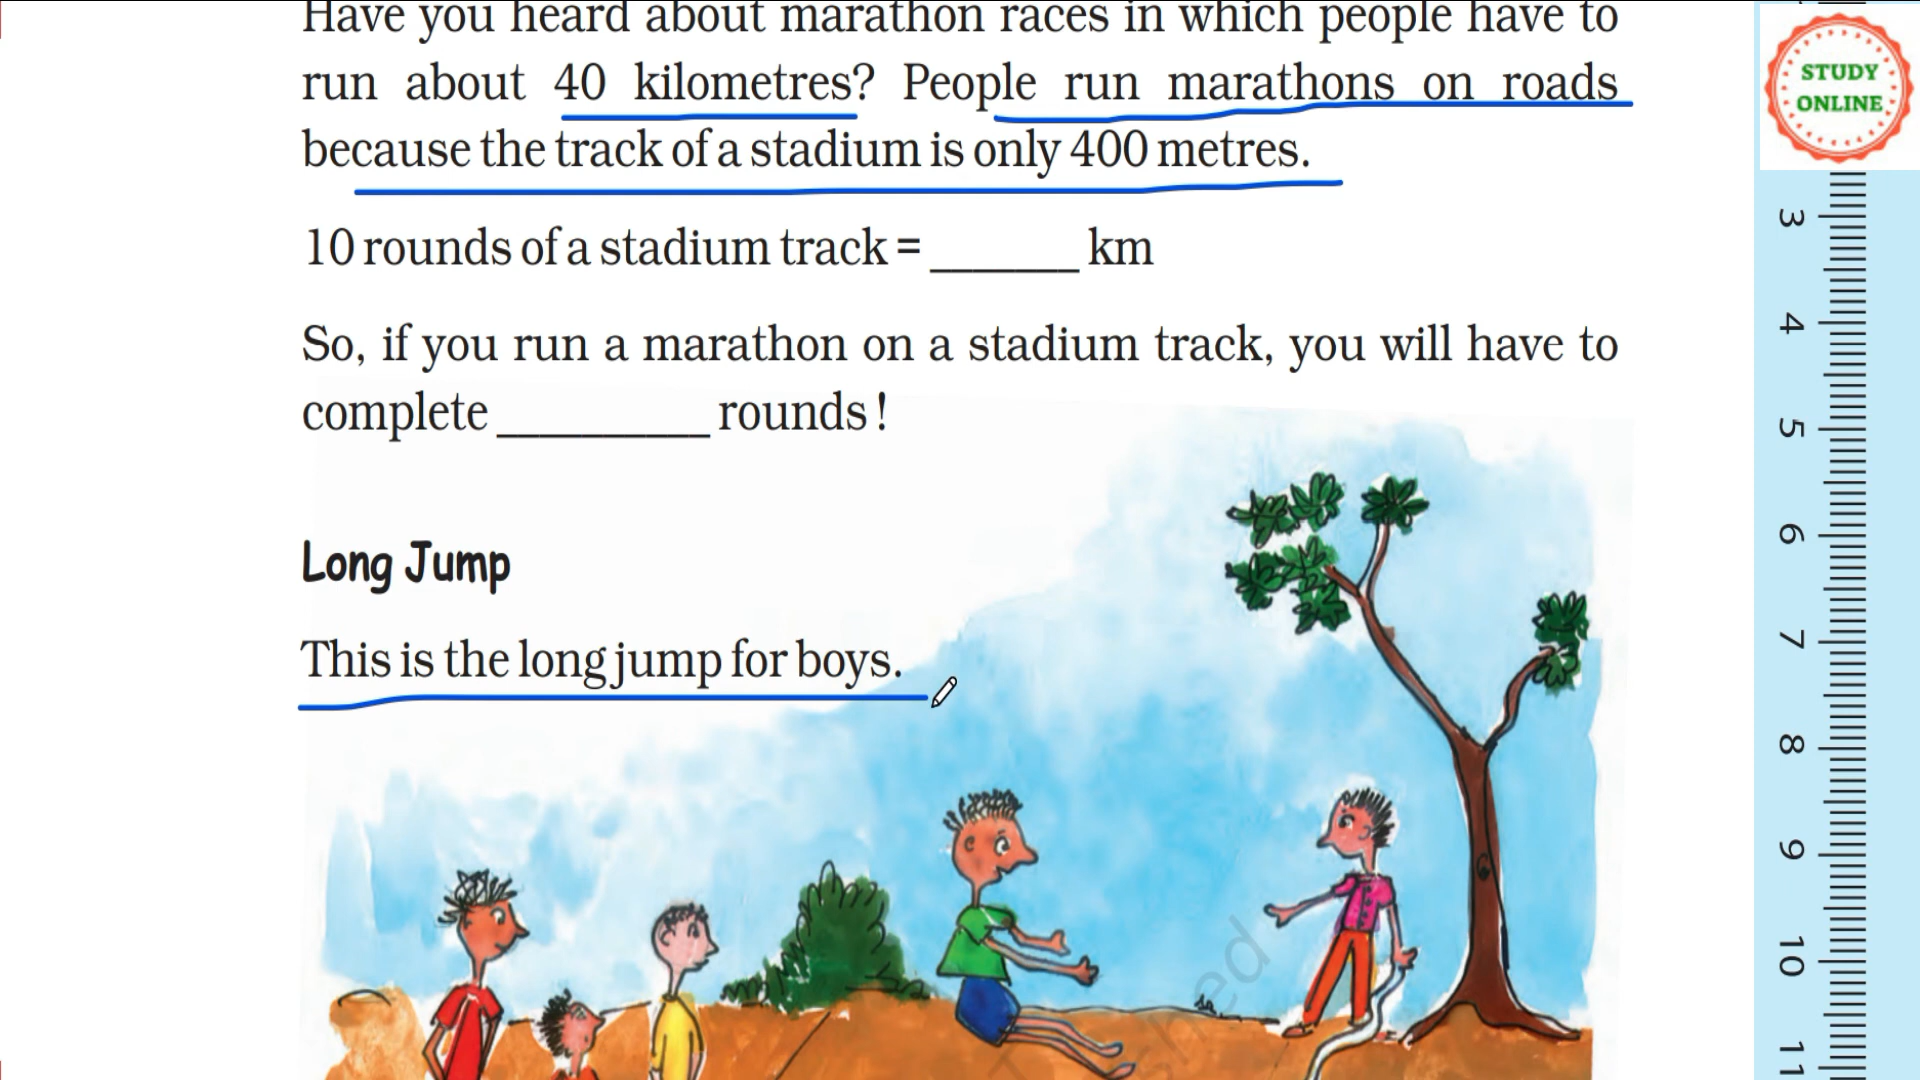 Have you heard about marathon races in which people have to
run about 40 kilometres? People run marathons on roads
because the track of a stadium is only 400 metres.
10 rounds of a stadium track = _______ km
So, if you run a marathon on a stadium track, you will have to
complete __________ rounds !
Long Jump
This is the long jump for boys.
STUDY
ONLINE
3
4
5
6
7
8
9
10
11